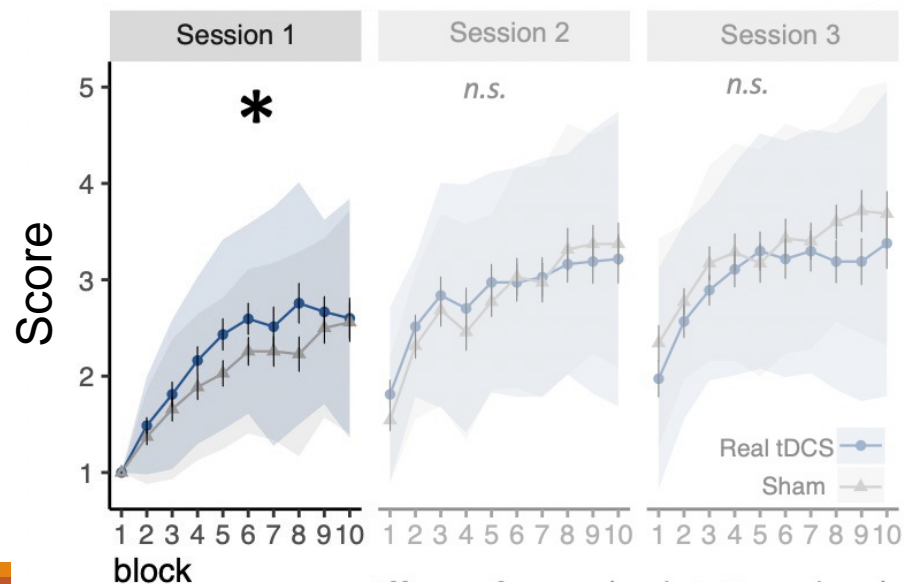 Session 1
Session 2
Session 3
*
n.s.
n.s.
Score
5
4
3
2
1
Real tDCS
Sham
1 2 3 4 5 6 7 8 9 10
1 2 3 4 5 6 7 8 9 10
1 2 3 4 5 6 7 8 9 10
block